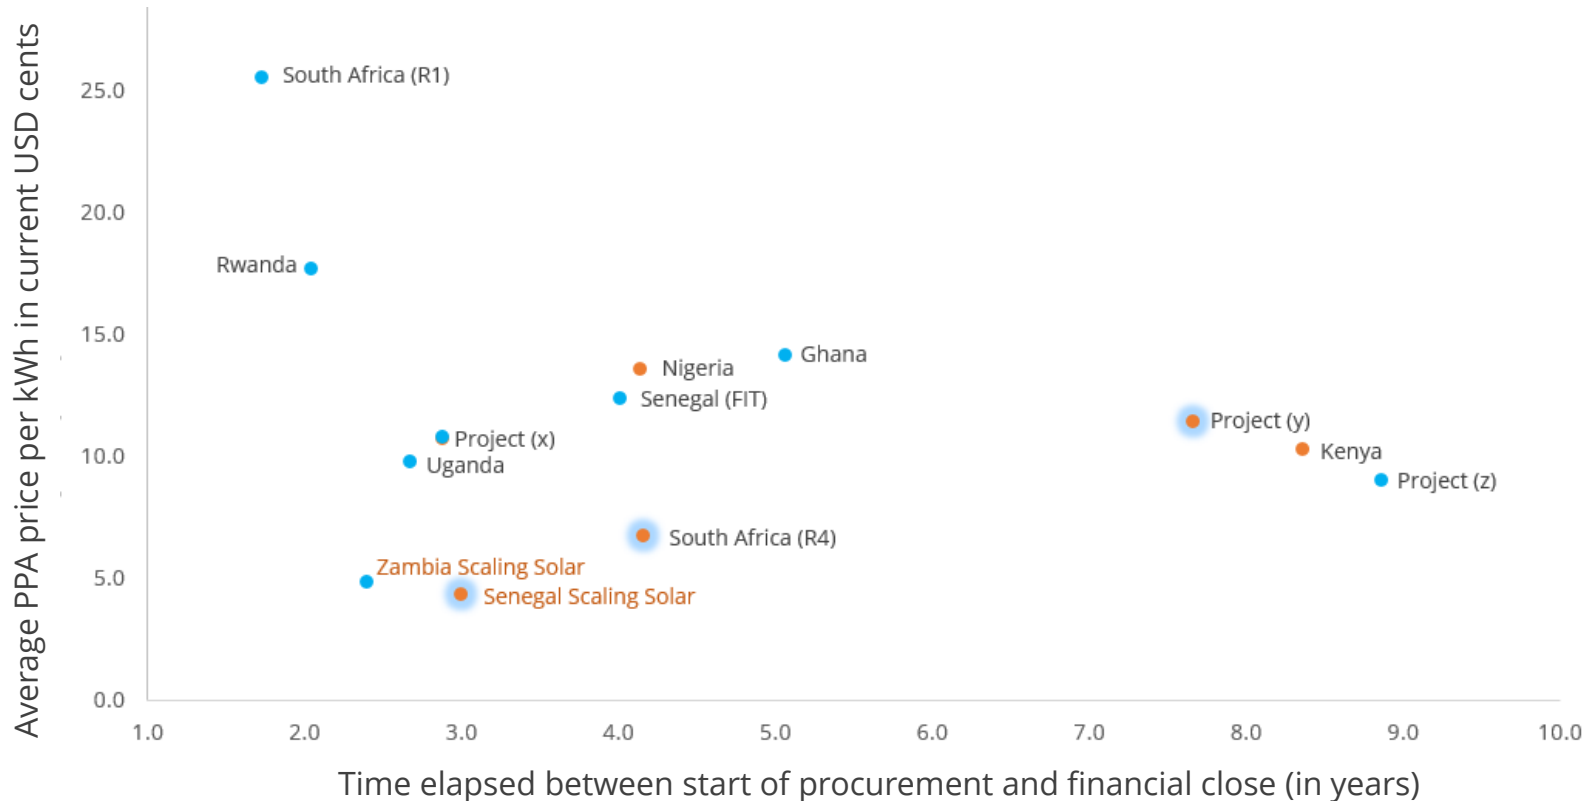 Average PPA price per kWh in current USD cents
25.0
20.0
15.0
10.0
5.0
0.0
South Africa (R1)
Rwanda
Ghana
Nigeria
Senegal (FIT)
Project (y)
Project (x)
Kenya
Uganda
Project (z)
South Africa (R4)
Zambia Scaling Solar
Senegal Scaling Solar
1.0 2.0 3.0 4.0 5.0 6.0 7.0 8.0 9.0 10.0
Time elapsed between start of procurement and financial close (in years)